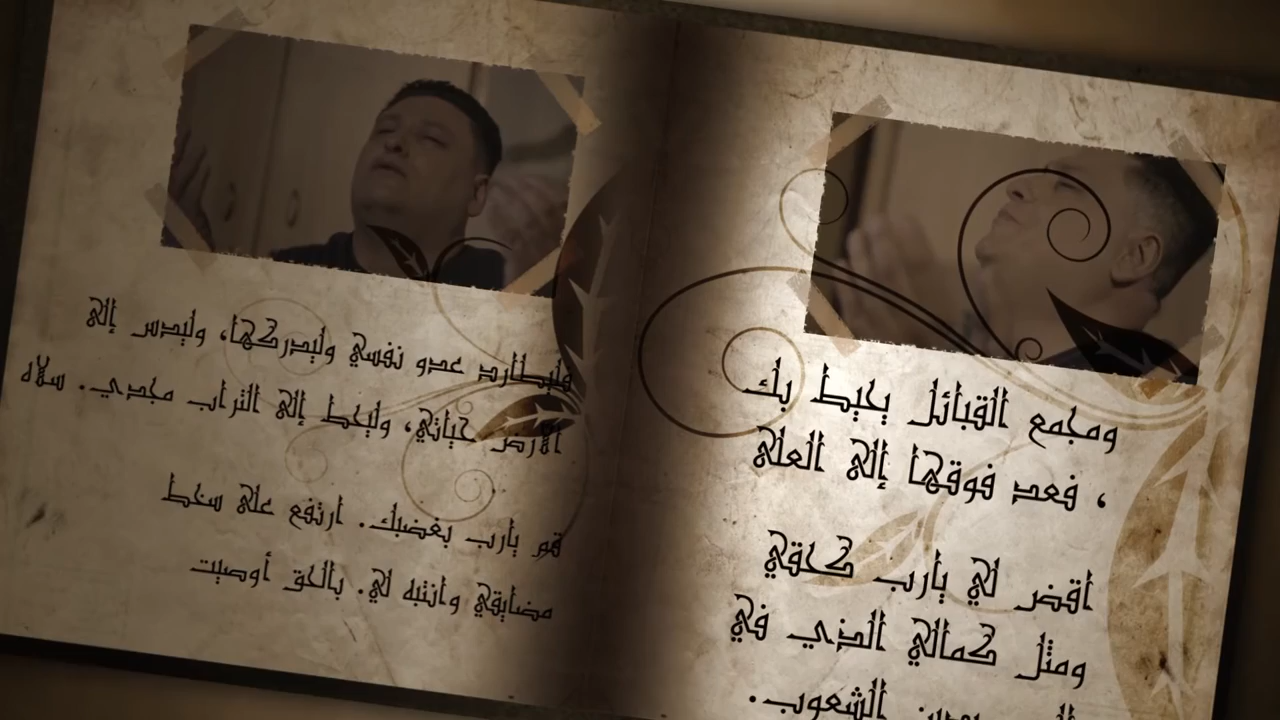 فليطارد عدو نفسي وليدركها، وليدس إلى
الأرض حياتي، وليحط إلى التراب مجدي. سلاه
قم يارب بغضبك. ارتفع على سخط
مضايقي وانتبه لي. بالحق أوصيت
ومجمع القبائل يحيط بك
، فعد فوقها إلى العلى
اقض لي يارب كحقي
ومثل كمالي الذي في
الشعوب.